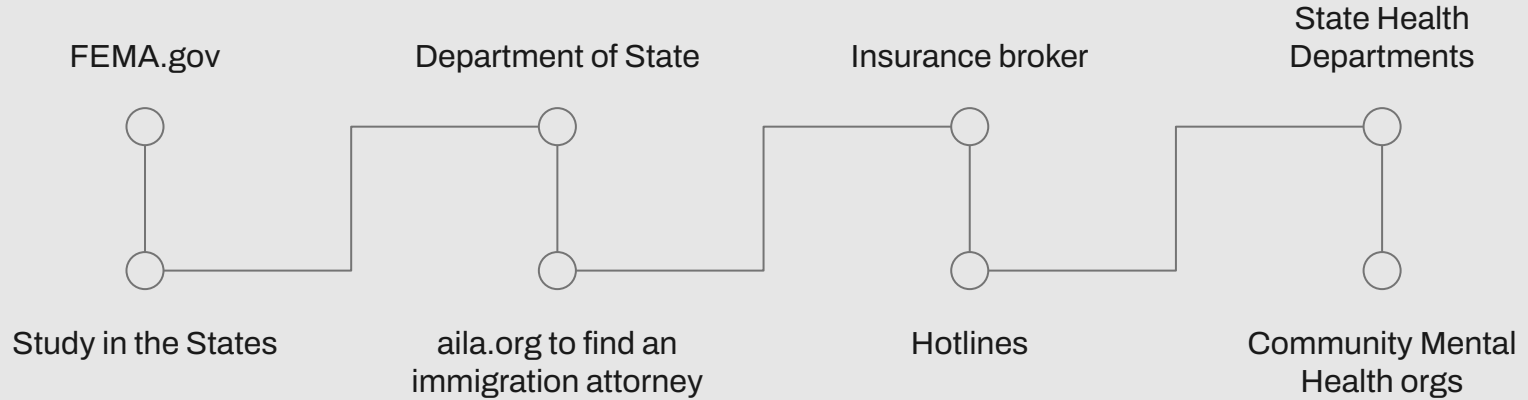 FEMA.gov
Study in the States
Department of State
aila.org to find an
immigration attorney
Insurance broker
Hotlines
State Health
Departments
Community Mental
Health orgs